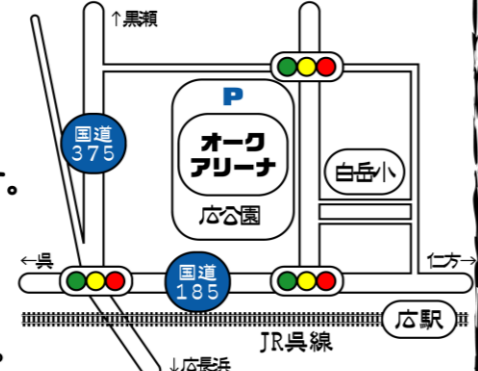 ↑黒瀬
P
国道
375
オーク
アリーナ
白岳小
す。
広公園
←呉
仁方→
国道
185
広駅
JR呉線
↓広長浜
。